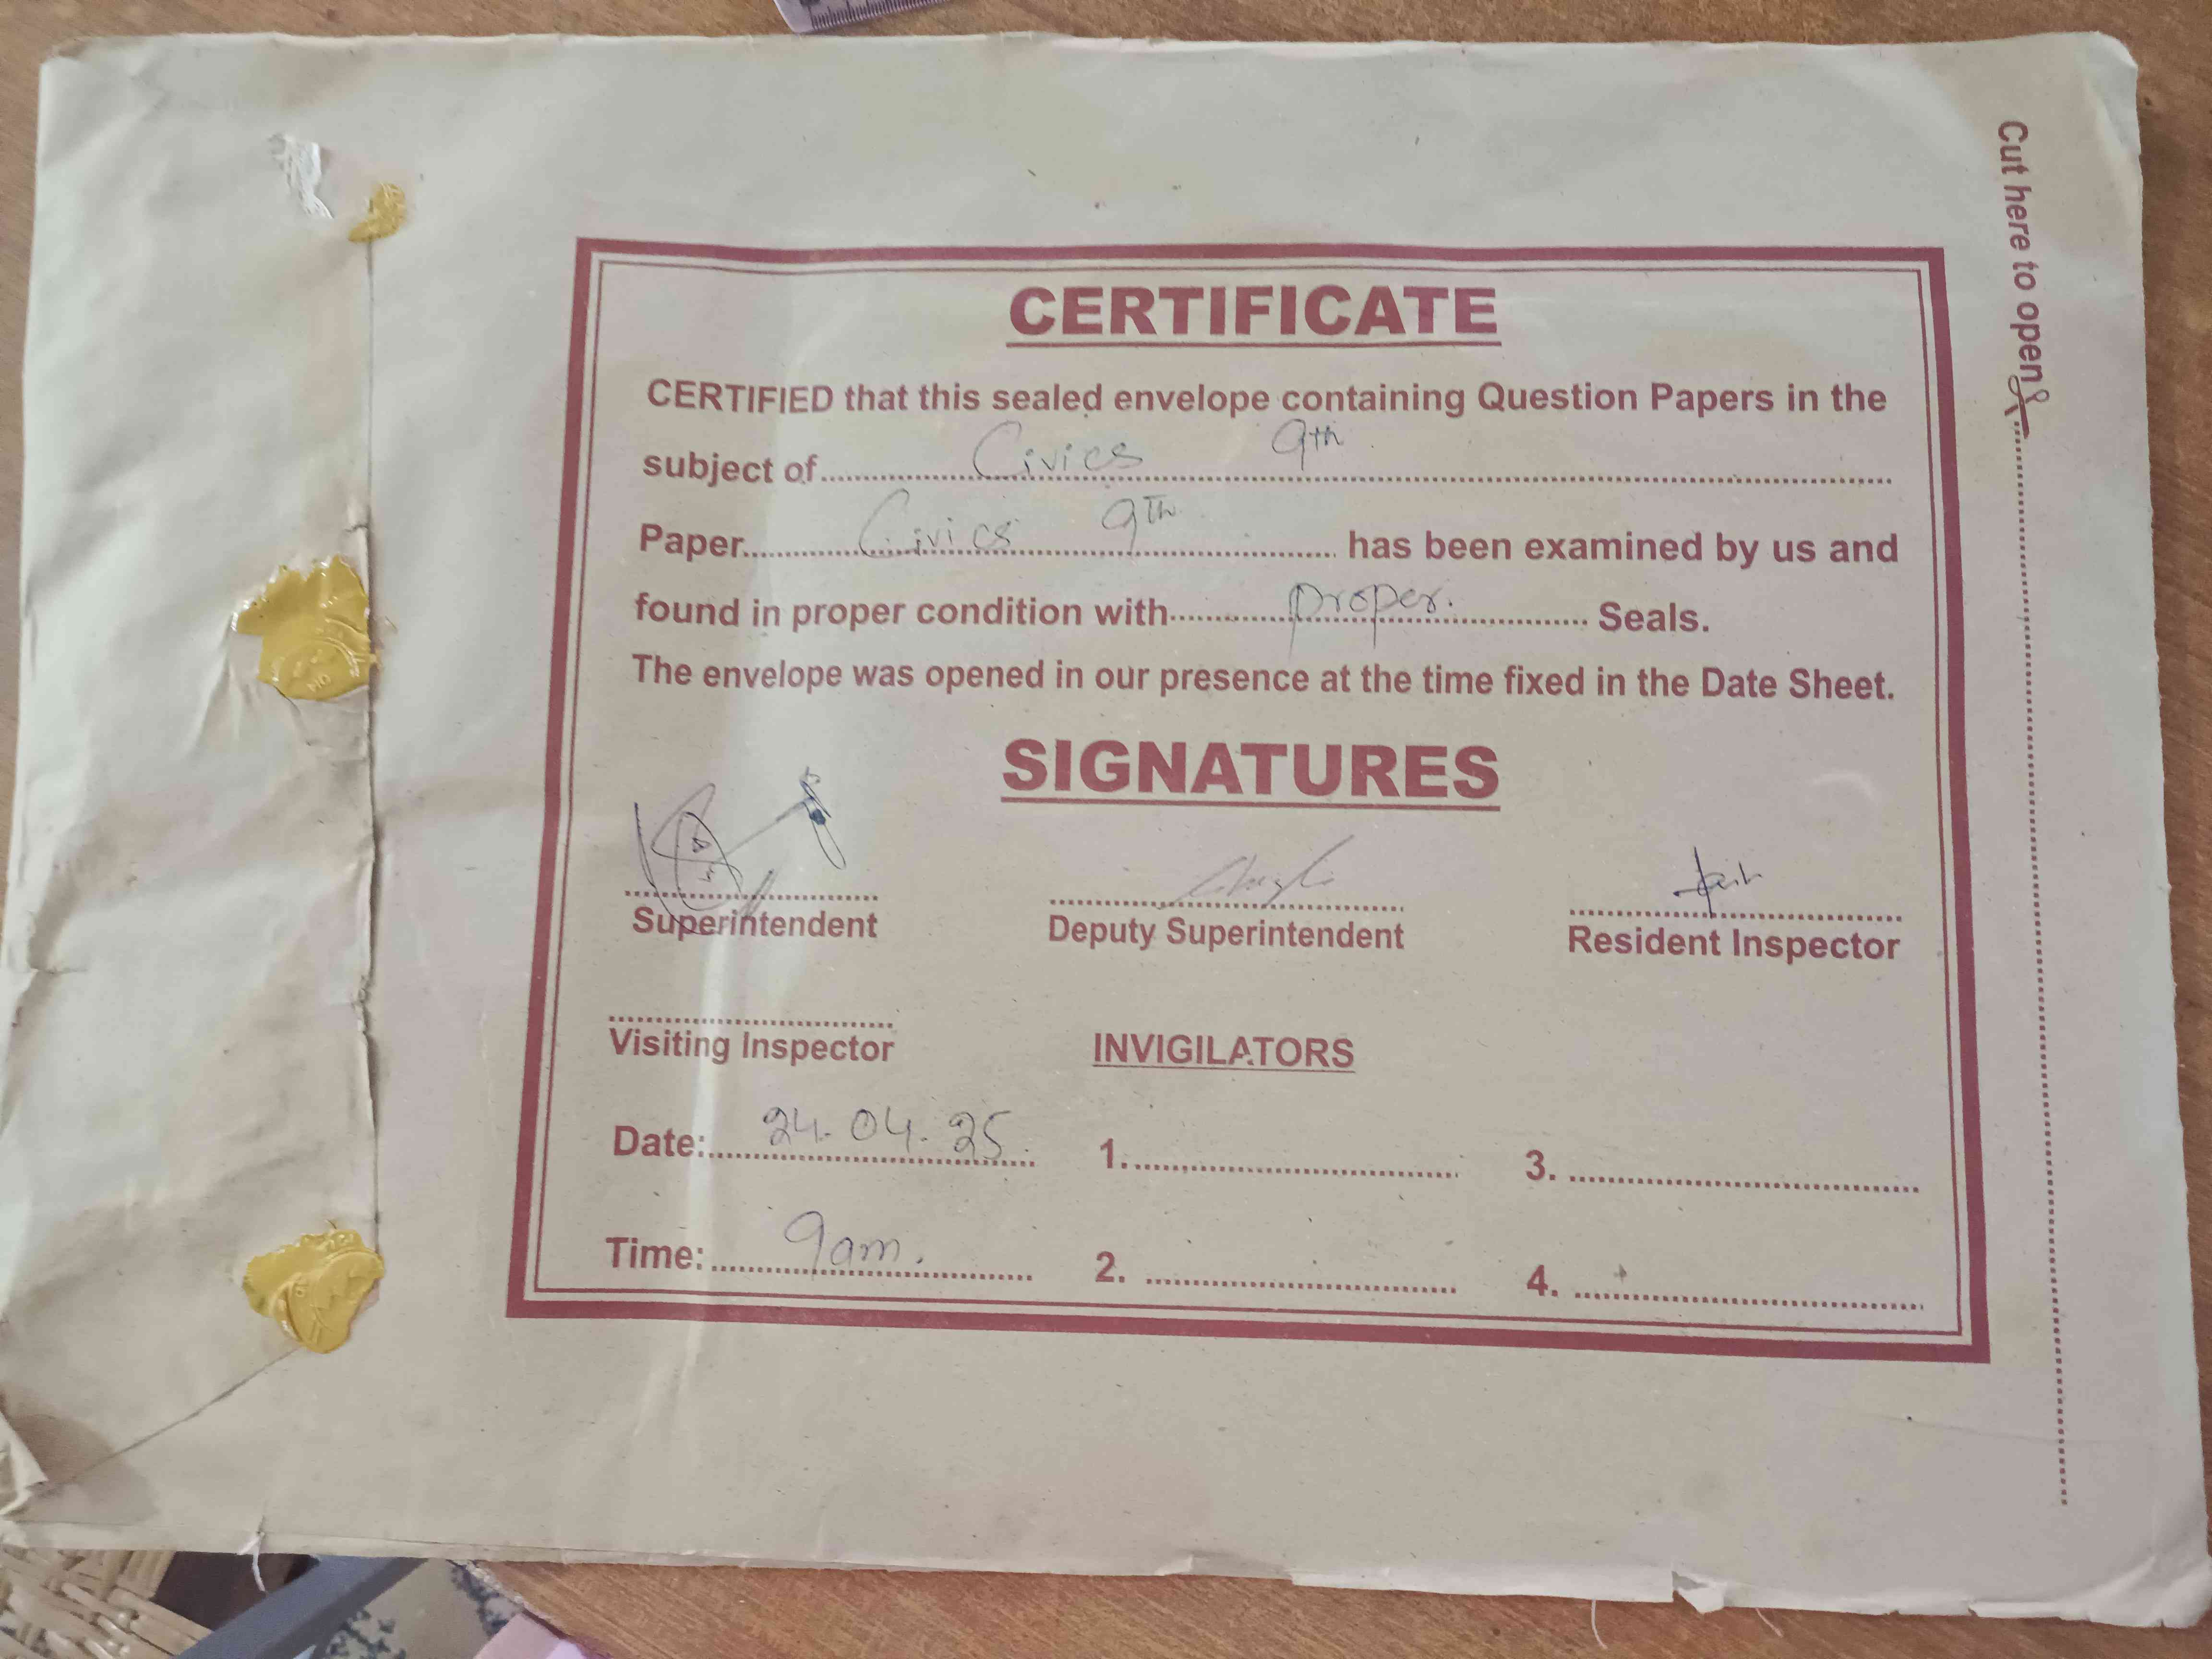 Cut here to open
CERTIFICATE
CERTIFIED that this sealed envelope containing Question Papers in the
subject of Civics 9th
Paper Civics 9Th has been examined by us and
found in proper condition with proper. Seals.
The envelope was opened in our presence at the time fixed in the Date Sheet.
SIGNATURES
Superintendent Deputy Superintendent Resident Inspector
Visiting Inspector INVIGILATORS
Date: 24.04.25 1. 3.
Time: 9am. 2. 4.